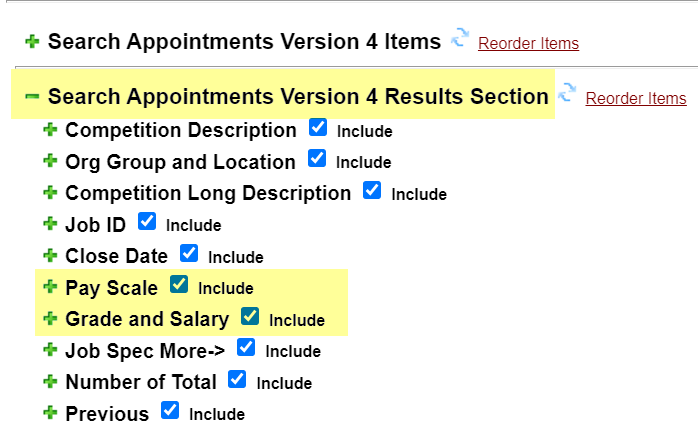 Search Appointments Version 4 Items Reorder Items
Search Appointments Version 4 Results Section Reorder Items
Competition Description Include
Org Group and Location Include
Competition Long Description Include
Job ID Include
Close Date Include
Pay Scale Include
Grade and Salary Include
Job Spec More-> Include
Number of Total Include
Previous Include